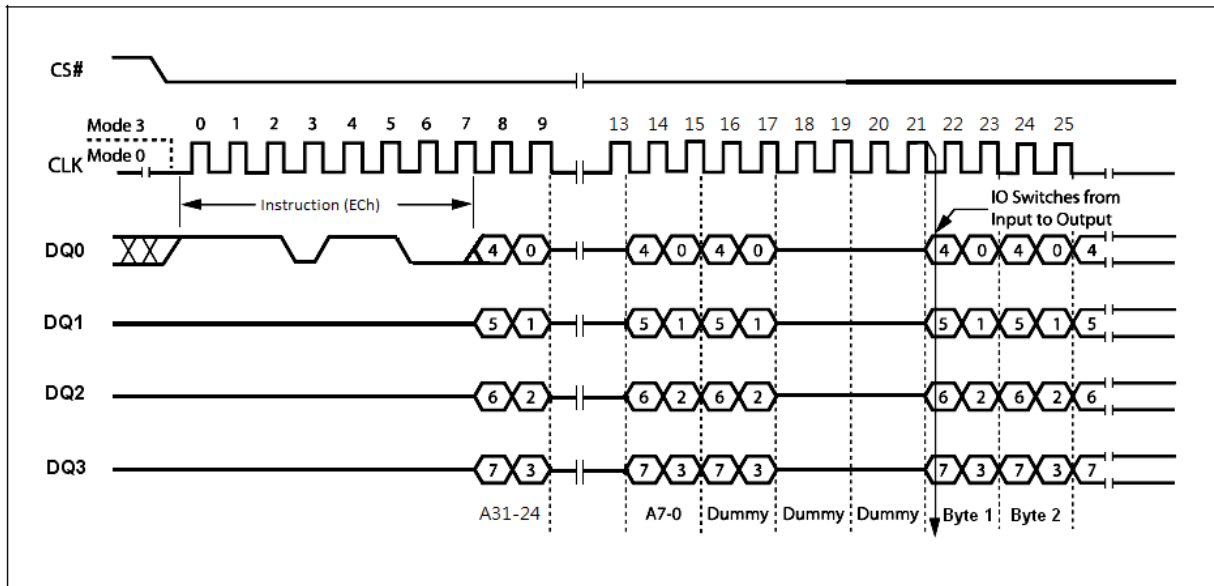 CS#
Mode 3
0 1 2 3 4 5 6 7 8 9 13 14 15 16 17 18 19 20 21 22 23 24 25
CLK
Mode 0
Instruction (ECh)
IO Switches from
Input to Output
DQ0
4 0 4 0 4 0 4 0 4 0 4
DQ1
5 1 5 1 5 1 5 1 5 1 5
DQ2
6 2 6 2 6 2 6 2 6 2 6
DQ3
7 3 7 3 7 3 7 3 7 3 7
A31-24 A7-0 Dummy Dummy Dummy Byte 1 Byte 2